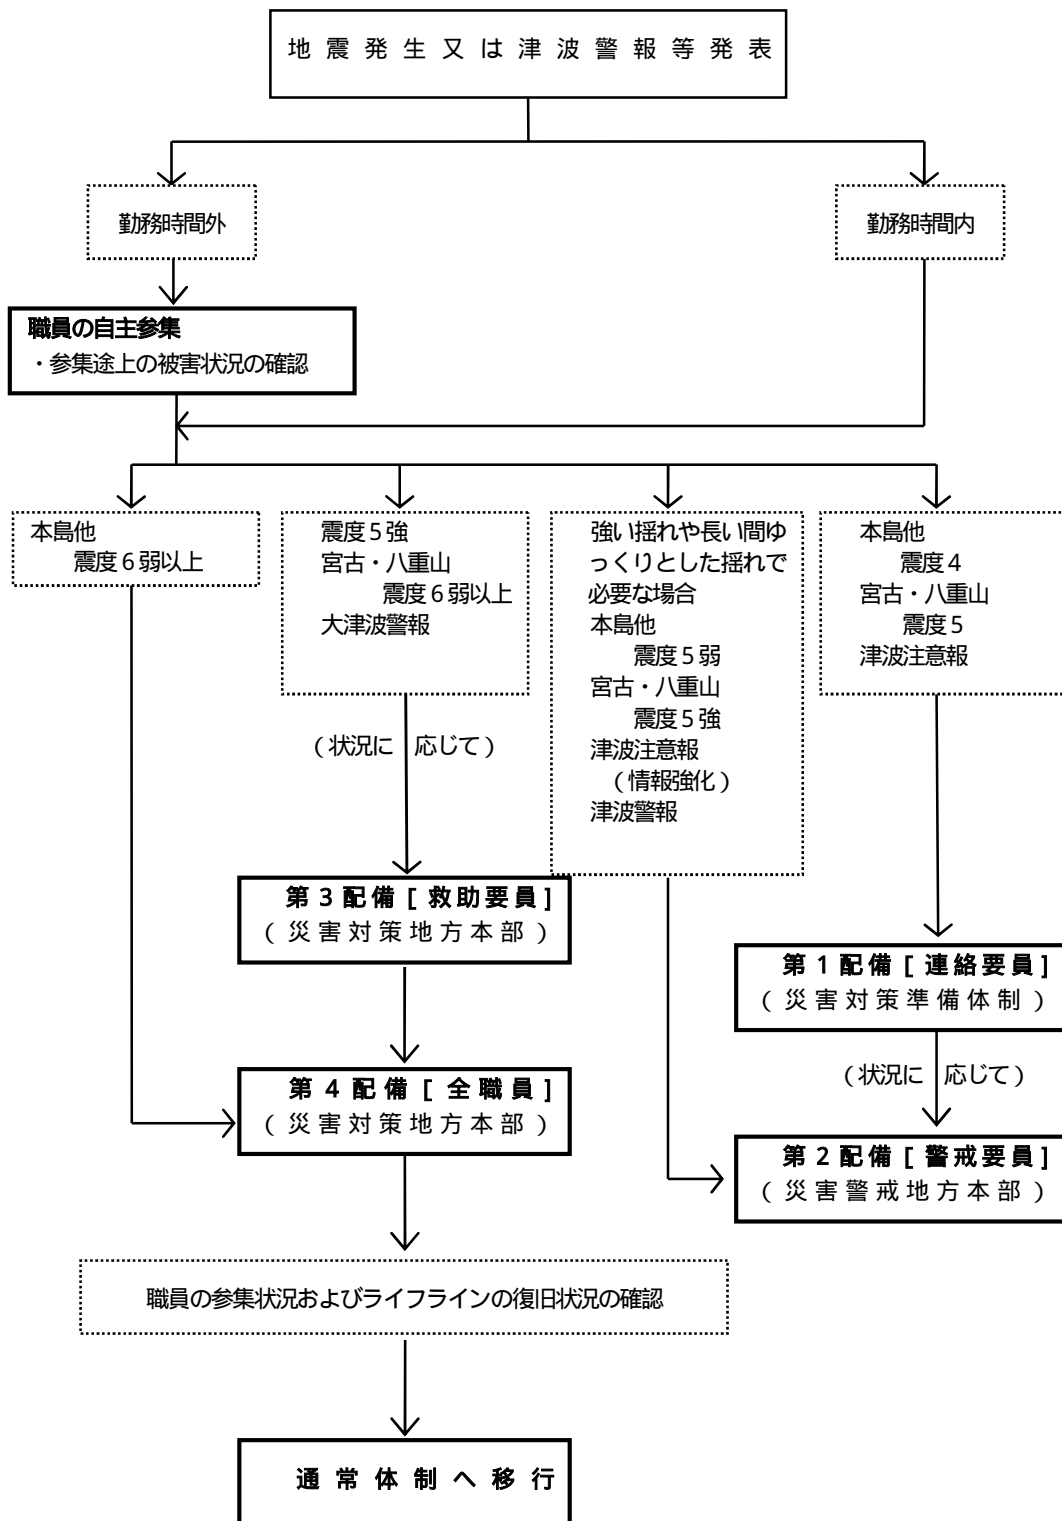 地震発生又は津波警報等発表
勤務時間外
勤務時間内
職員の自主参集
・参集途上の被害状況の確認
本島他
震度６弱以上
震度５強
宮古・八重山
震度６弱以上
大津波警報
強い揺れや長い間ゆ
っくりとした揺れで
必要な場合
本島他
震度５弱
宮古・八重山
震度５強
津波注意報
（情報強化）
津波警報
本島他
震度４
宮古・八重山
震度５
津波注意報
（状況に応じて）
第３配備［救助要員］
（災害対策地方本部）
第１配備［連絡要員］
（災害対策準備体制）
（状況に応じて）
第４配備［全職員］
（災害対策地方本部）
第２配備［警戒要員］
（災害警戒地方本部）
職員の参集状況およびライフラインの復旧状況の確認
通常体制へ移行